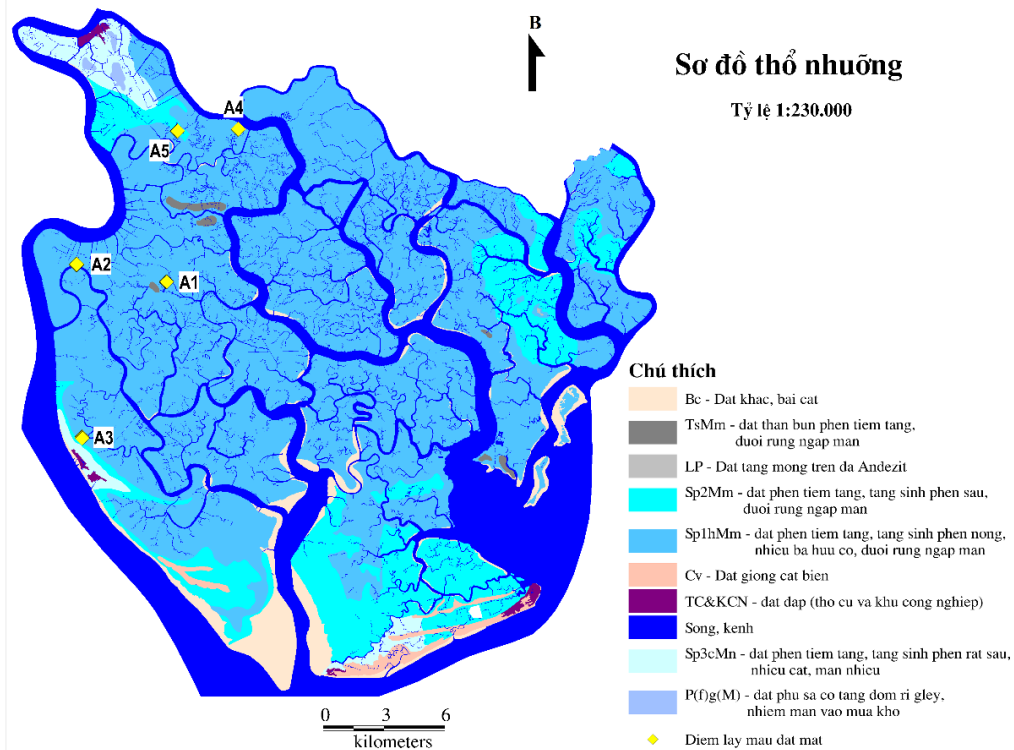 B
Sơ đồ thổ nhuỡng
Tỷ lệ 1:230.000
A4
A5
A2
A1
A3
Chú thích
Bc - Dat khac, bai cat
TsMm - dat than bun phen tiem tang,
duoi rung ngap man
LP - Dat tang mong tren da Andezit
Sp2Mm - dat phen tiem tang, tang sinh phen sau,
duoi rung ngap man
Sp1hMm - dat phen tiem tang, tang sinh phen nong,
nhieu ba huu co, duoi rung ngap man
Cv - Dat giong cat bien
TC&KCN - dat dap (tho cu va khu cong nghiep)
Song, kenh
Sp3cMn - dat phen tiem tang, tang sinh phen rat sau,
nhieu cat, man nhieu
P(f)g(M) - dat phu sa co tang dom ri gley,
nhiem man vao mua kho
Diem lay mau dat mat
0 3 6
kilometers